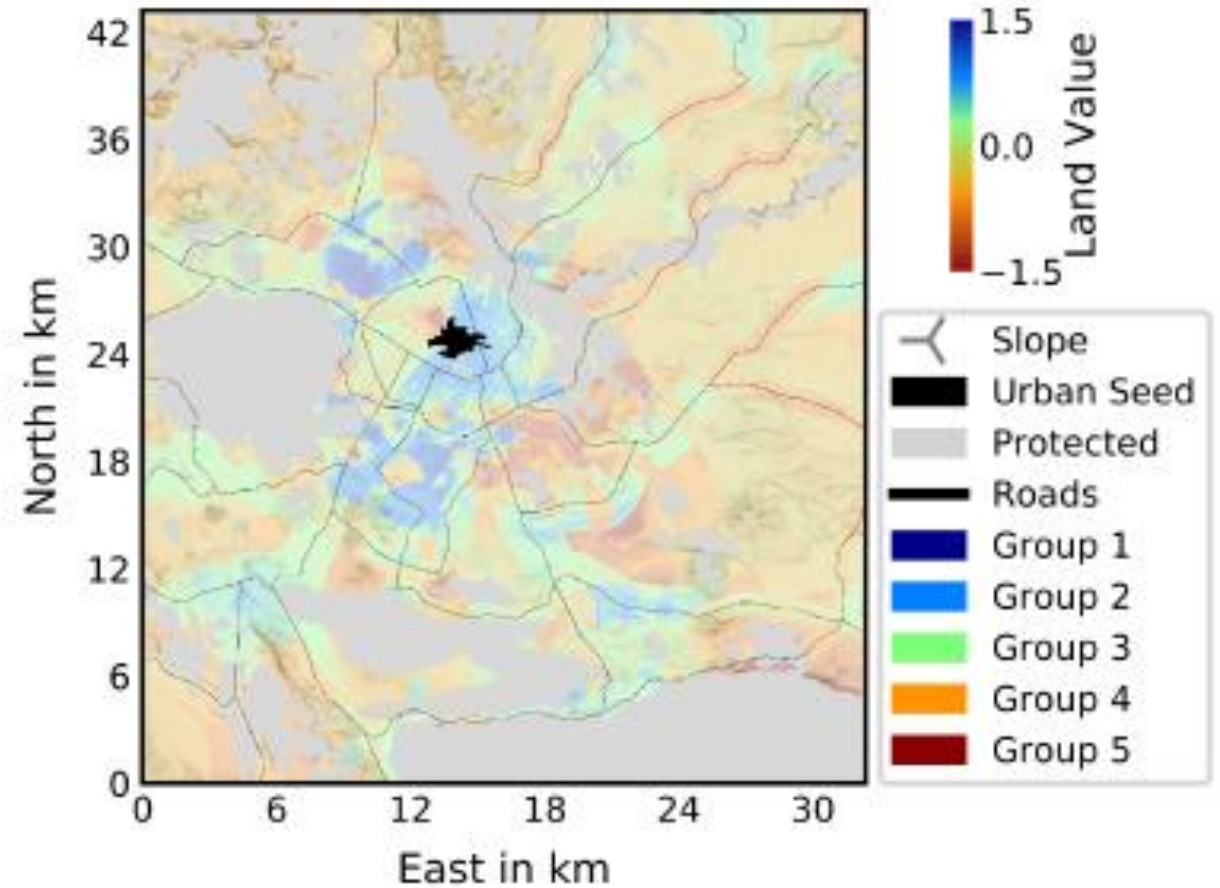 42
36
30
24
18
12
6
0
0 6 12 18 24 30
North in km
East in km
1.5
0.0
−1.5
Land Value
Slope
Urban Seed
Protected
Roads
Group 1
Group 2
Group 3
Group 4
Group 5